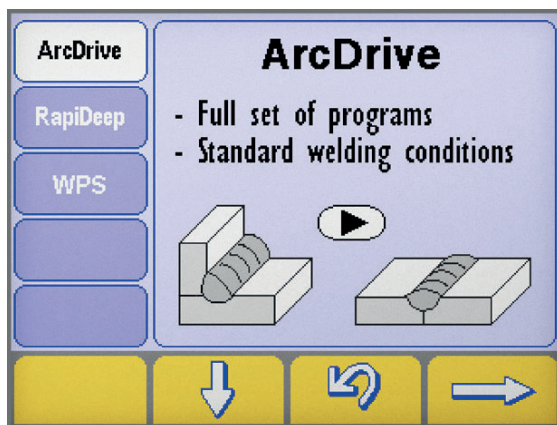 ArcDrive
RapiDeep
WPS
ArcDrive
- Full set of programs
- Standard welding conditions